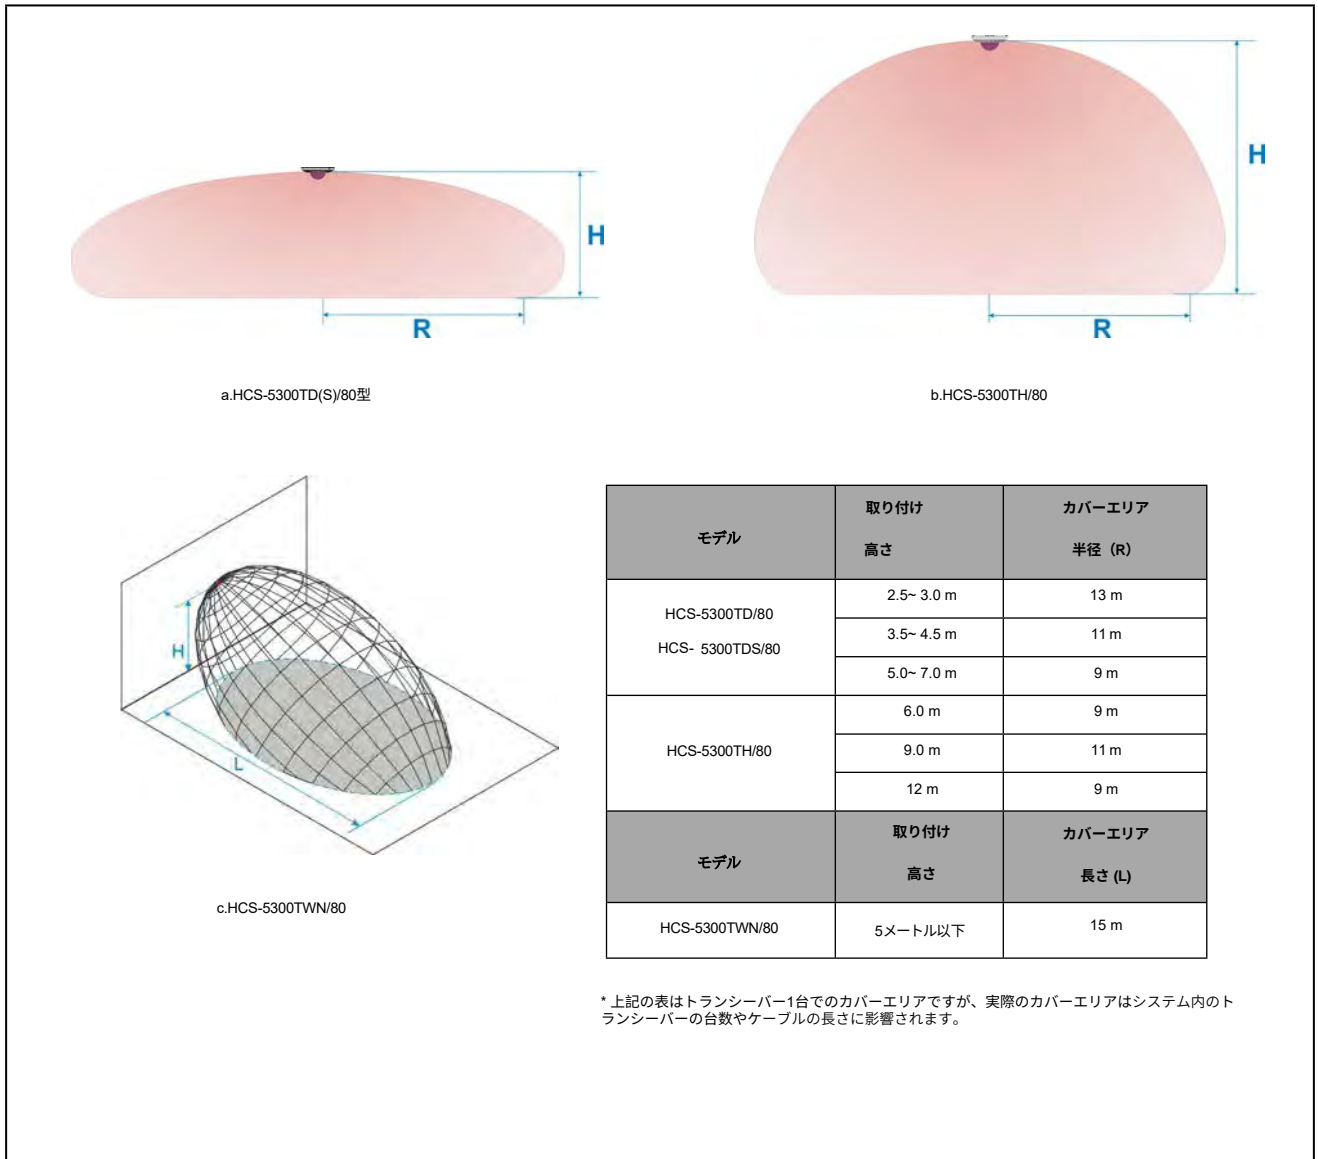 H
R
a.HCS-5300TD(S)/80型
H
R
b.HCS-5300TH/80
H
L
c.HCS-5300TWN/80
モデル
取り付け
高さ
カバーエリア
半径（R）
HCS-5300TD/80
HCS- 5300TDS/80
2.5~ 3.0 m
13 m
3.5~ 4.5 m
11 m
5.0~ 7.0 m
9 m
HCS-5300TH/80
6.0 m
9 m
9.0 m
11 m
12 m
9 m
モデル
取り付け
高さ
カバーエリア
長さ (L)
HCS-5300TWN/80
5メートル以下
15 m
* 上記の表はトランシーバー1台でのカバーエリアですが、実際のカバーエリアはシステム内のト
ランシーバーの台数やケーブルの長さに影響されます。